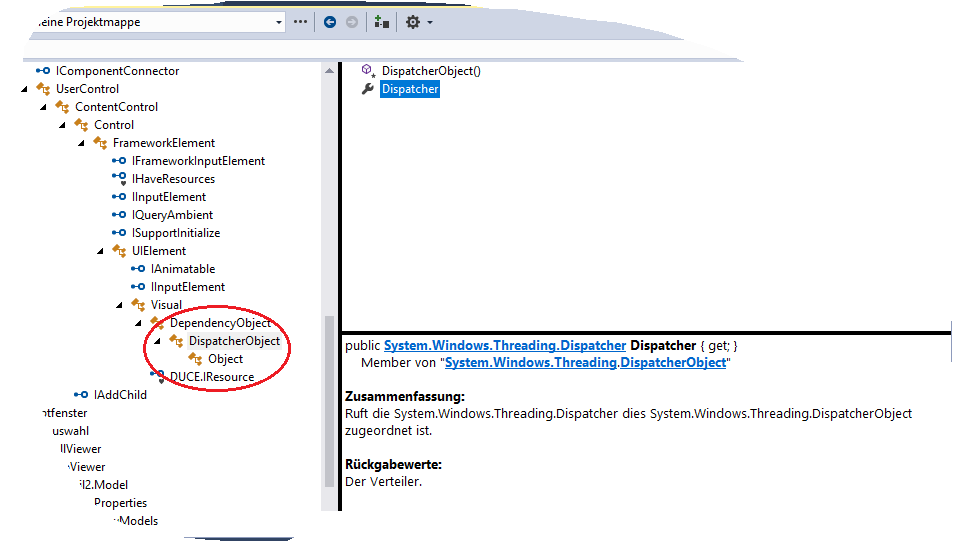 eine Projektmappe
IComponentConnector
UserControl
ContentControl
Control
FrameworkElement
IFrameworkInputElement
IHaveResources
IInputElement
IQueryAmbient
ISupportInitialize
UIElement
IAnimatable
IInputElement
Visual
DependencyObject
DispatcherObject
Object
DUCE.IResource
IAddChild
ntfenster
uswahl
Viewer
I2.Model
Properties
Models
DispatcherObject()
Dispatcher
public System.Windows.Threading.Dispatcher Dispatcher { get; }
Member von "System.Windows.Threading.DispatcherObject"
Zusammenfassung:
Ruft die System.Windows.Threading.Dispatcher dies System.Windows.Threading.DispatcherObject
zugeordnet ist.
Rückgabewerte:
Der Verteiler.